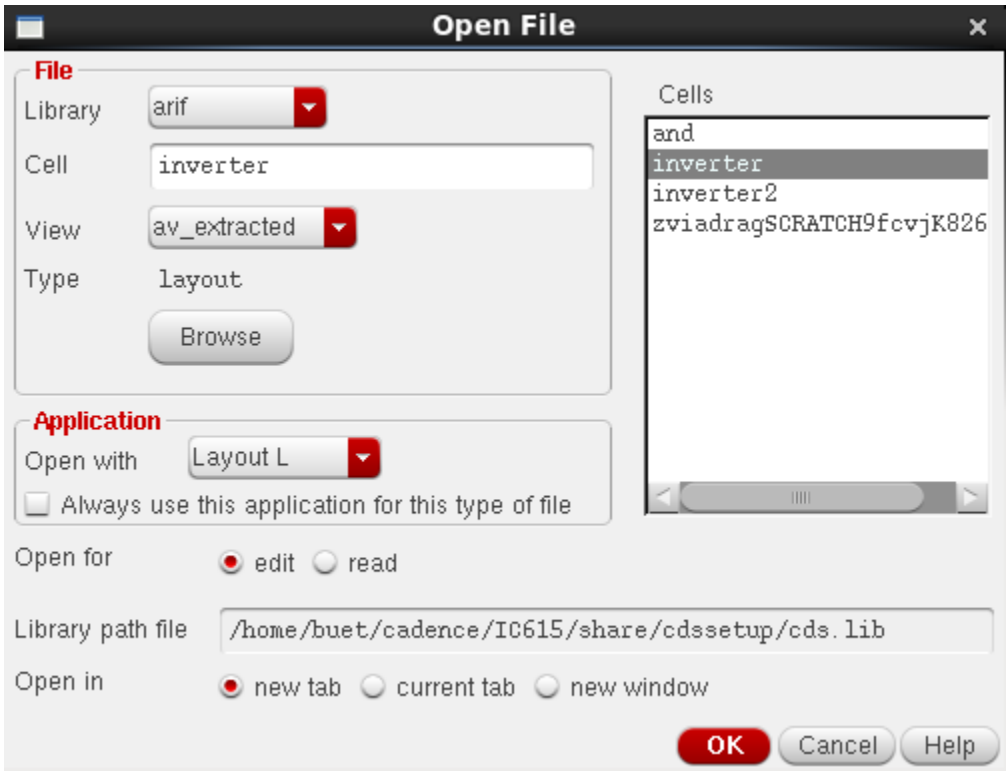 Open File
File
Library arif
Cell inverter
View av_extracted
Type layout
Browse
Cells
and
inverter
inverter2
zviadragSCRATCH9fcvjK826
Application
Open with Layout L
Always use this application for this type of file
Open for edit read
Library path file /home/buet/cadence/IC615/share/cdssetup/cds.lib
Open in new tab current tab new window
OK Cancel Help